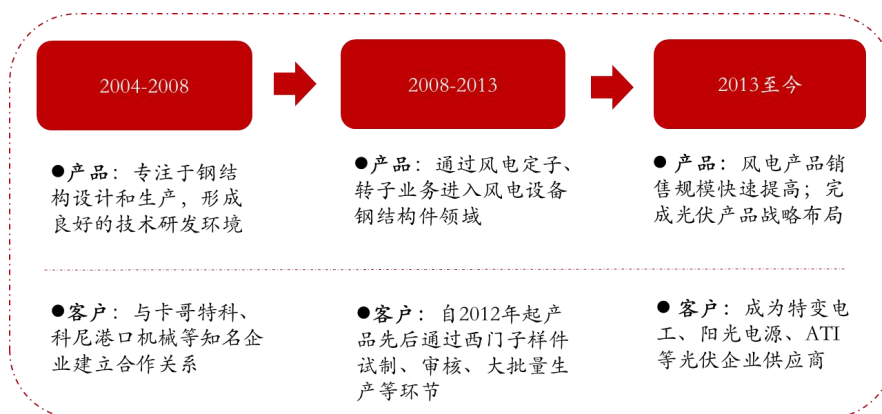 2004-2008
2008-2013
2013至今
●产品：专注于钢结
构设计和生产，形成
良好的技术研发环境
●产品：通过风电定子、
转子业务进入风电设备
钢结构件领域
● 产品：风电产品销
售规模快速提高；完
成光伏产品战略布局
●客户：与卡哥特科、
科尼港口机械等知名企
业建立合作关系
●客户：自2012年起产
品先后通过西门子样件
试制、审核、大批量生
产等环节
● 客户：成为特变电
工、阳光电源、ATI
等光伏企业供应商